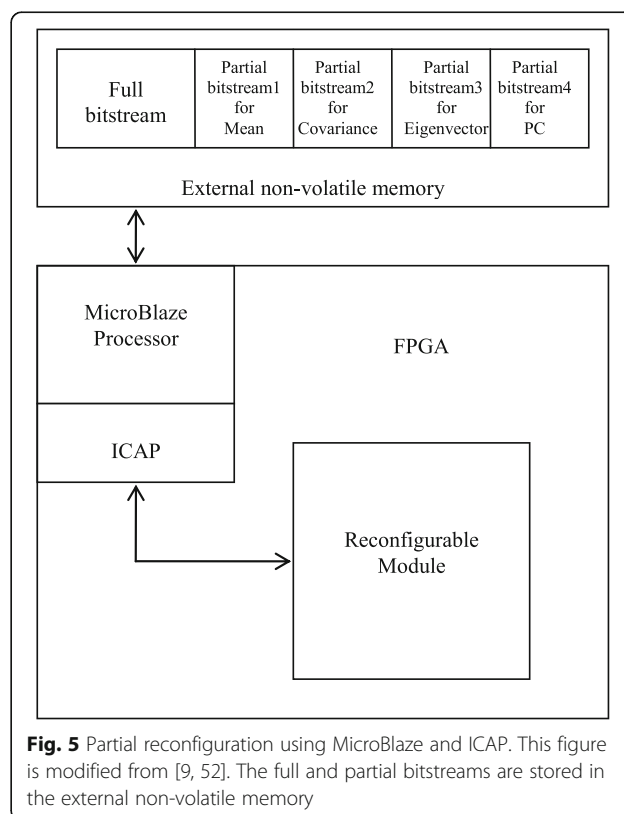 Full
bitstream
Partial
bitstream1
for
Mean
Partial
bitstream2
for
Covariance
Partial
bitstream3
for
Eigenvector
Partial
bitstream4
for
PC
External non-volatile memory
MicroBlaze
Processor
FPGA
ICAP
Reconfigurable
Module
Fig. 5 Partial reconfiguration using MicroBlaze and ICAP. This figure
is modified from [9, 52]. The full and partial bitstreams are stored in
the external non-volatile memory